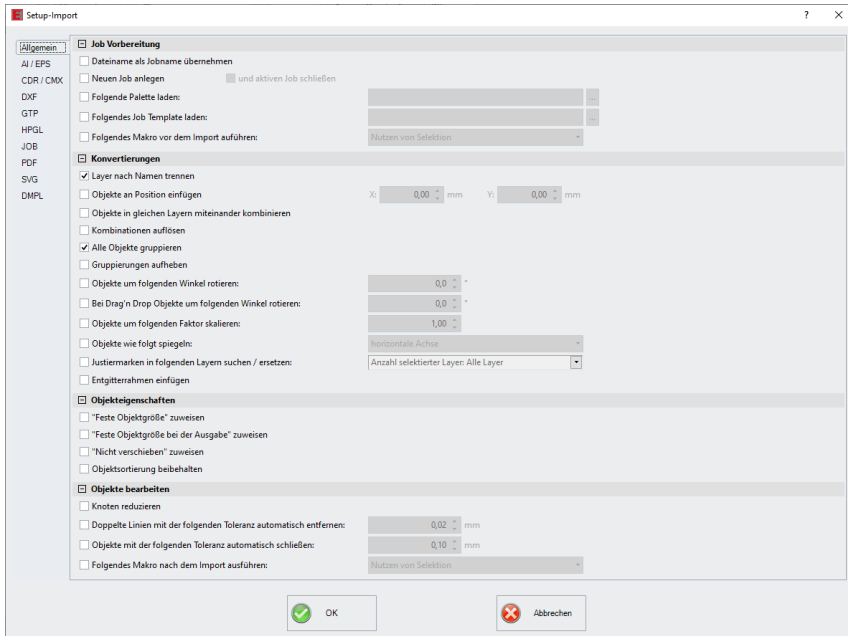 E Setup-Import ?
Allgemein
AI / EPS
CDR / CMX
DXF
GTP
HPGL
JOB
PDF
SVG
DMPL
Job Vorbereitung
Dateiname als Jobname übernehmen
Neuen Job anlegen und aktiven Job schließen
Folgende Palette laden: ...
Folgendes Job Template laden: ...
Folgendes Makro vor dem Import auführen: Nutzen von Selektion
Konvertierungen
Layer nach Namen trennen
Objekte an Position einfügen X: 0,00 mm Y: 0,00 mm
Objekte in gleichen Layern miteinander kombinieren
Kombinationen auflösen
Alle Objekte gruppieren
Gruppierungen aufheben
Objekte um folgenden Winkel rotieren: 0,0 °
Bei Drag'n Drop Objekte um folgenden Winkel rotieren: 0,0 °
Objekte um folgenden Faktor skalieren: 1,00
Objekte wie folgt spiegeln: horizontale Achse
Justiermarken in folgenden Layern suchen / ersetzen: Anzahl selektierter Layer: Alle Layer
Entgitterrahmen einfügen
Objekteigenschaften
"Feste Objektgröße" zuweisen
"Feste Objektgröße bei der Ausgabe" zuweisen
"Nicht verschieben" zuweisen
Objektsortierung beibehalten
Objekte bearbeiten
Knoten reduzieren
Doppelte Linien mit der folgenden Toleranz automatisch entfernen: 0,02 mm
Objekte mit der folgenden Toleranz automatisch schließen: 0,10 mm
Folgendes Makro nach dem Import ausführen: Nutzen von Selektion
OK Abbrechen